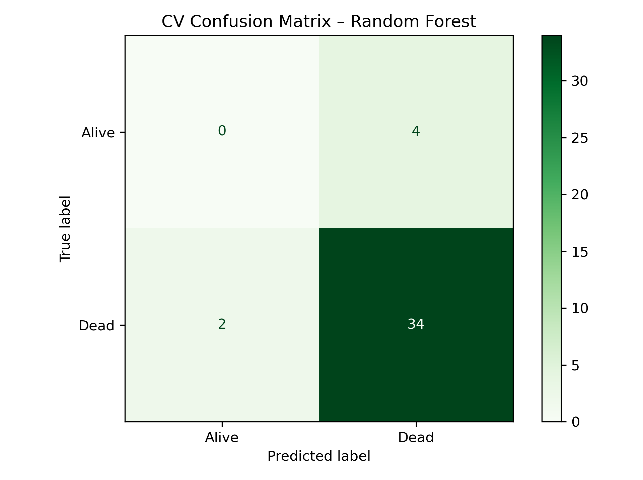 CV Confusion Matrix – Random Forest
True label
Alive
0
4
Dead
2
34
Alive
Dead
Predicted label
30
25
20
15
10
5
0